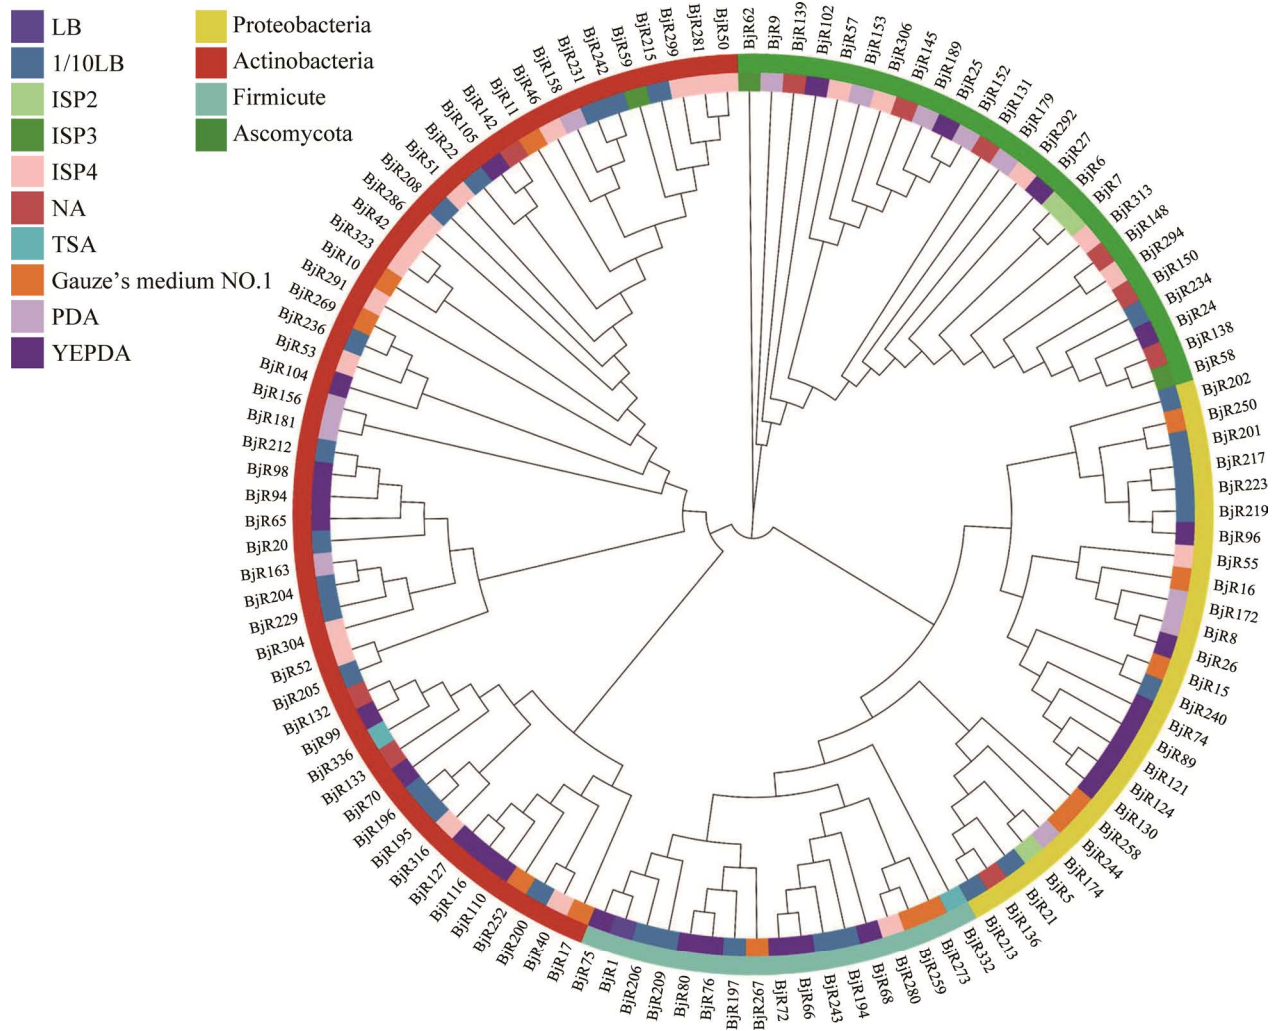 LB
1/10LB
ISP2
ISP3
ISP4
NA
TSA
Gauze's medium NO.1
PDA
YEPDA
Proteobacteria
Actinobacteria
Firmicute
Ascomycota
BjR62
BjR9
BjR139
BjR102
BjR57
BjR153
BjR306
BjR145
BjR189
BjR25
BjR152
BjR131
BjR179
BjR292
BjR27
BjR6
BjR7
BjR313
BjR148
BjR294
BjR150
BjR234
BjR24
BjR138
BjR58
BjR202
BjR250
BjR201
BjR217
BjR223
BjR219
BjR96
BjR55
BjR16
BjR172
BjR8
BjR26
BjR15
BjR240
BjR74
BjR89
BjR121
BjR124
BjR130
BjR258
BjR244
BjR174
BjR5
BjR21
BjR136
BjR213
BjR332
BjR273
BjR259
BjR280
BjR68
BjR194
BjR243
BjR66
BjR72
BjR267
BjR197
BjR76
BjR80
BjR209
BjR206
BjR1
BjR75
BjR17
BjR40
BjR200
BjR252
BjR110
BjR116
BjR127
BjR316
BjR195
BjR196
BjR70
BjR133
BjR336
BjR99
BjR132
BjR205
BjR52
BjR304
BjR229
BjR204
BjR163
BjR20
BjR65
BjR94
BjR98
BjR212
BjR181
BjR156
BjR104
BjR53
BjR236
BjR269
BjR291
BjR10
BjR323
BjR42
BjR286
BjR208
BjR51
BjR22
BjR105
BjR142
BjR11
BjR46
BjR158
BjR231
BjR242
BjR59
BjR215
BjR299
BjR281
BjR50